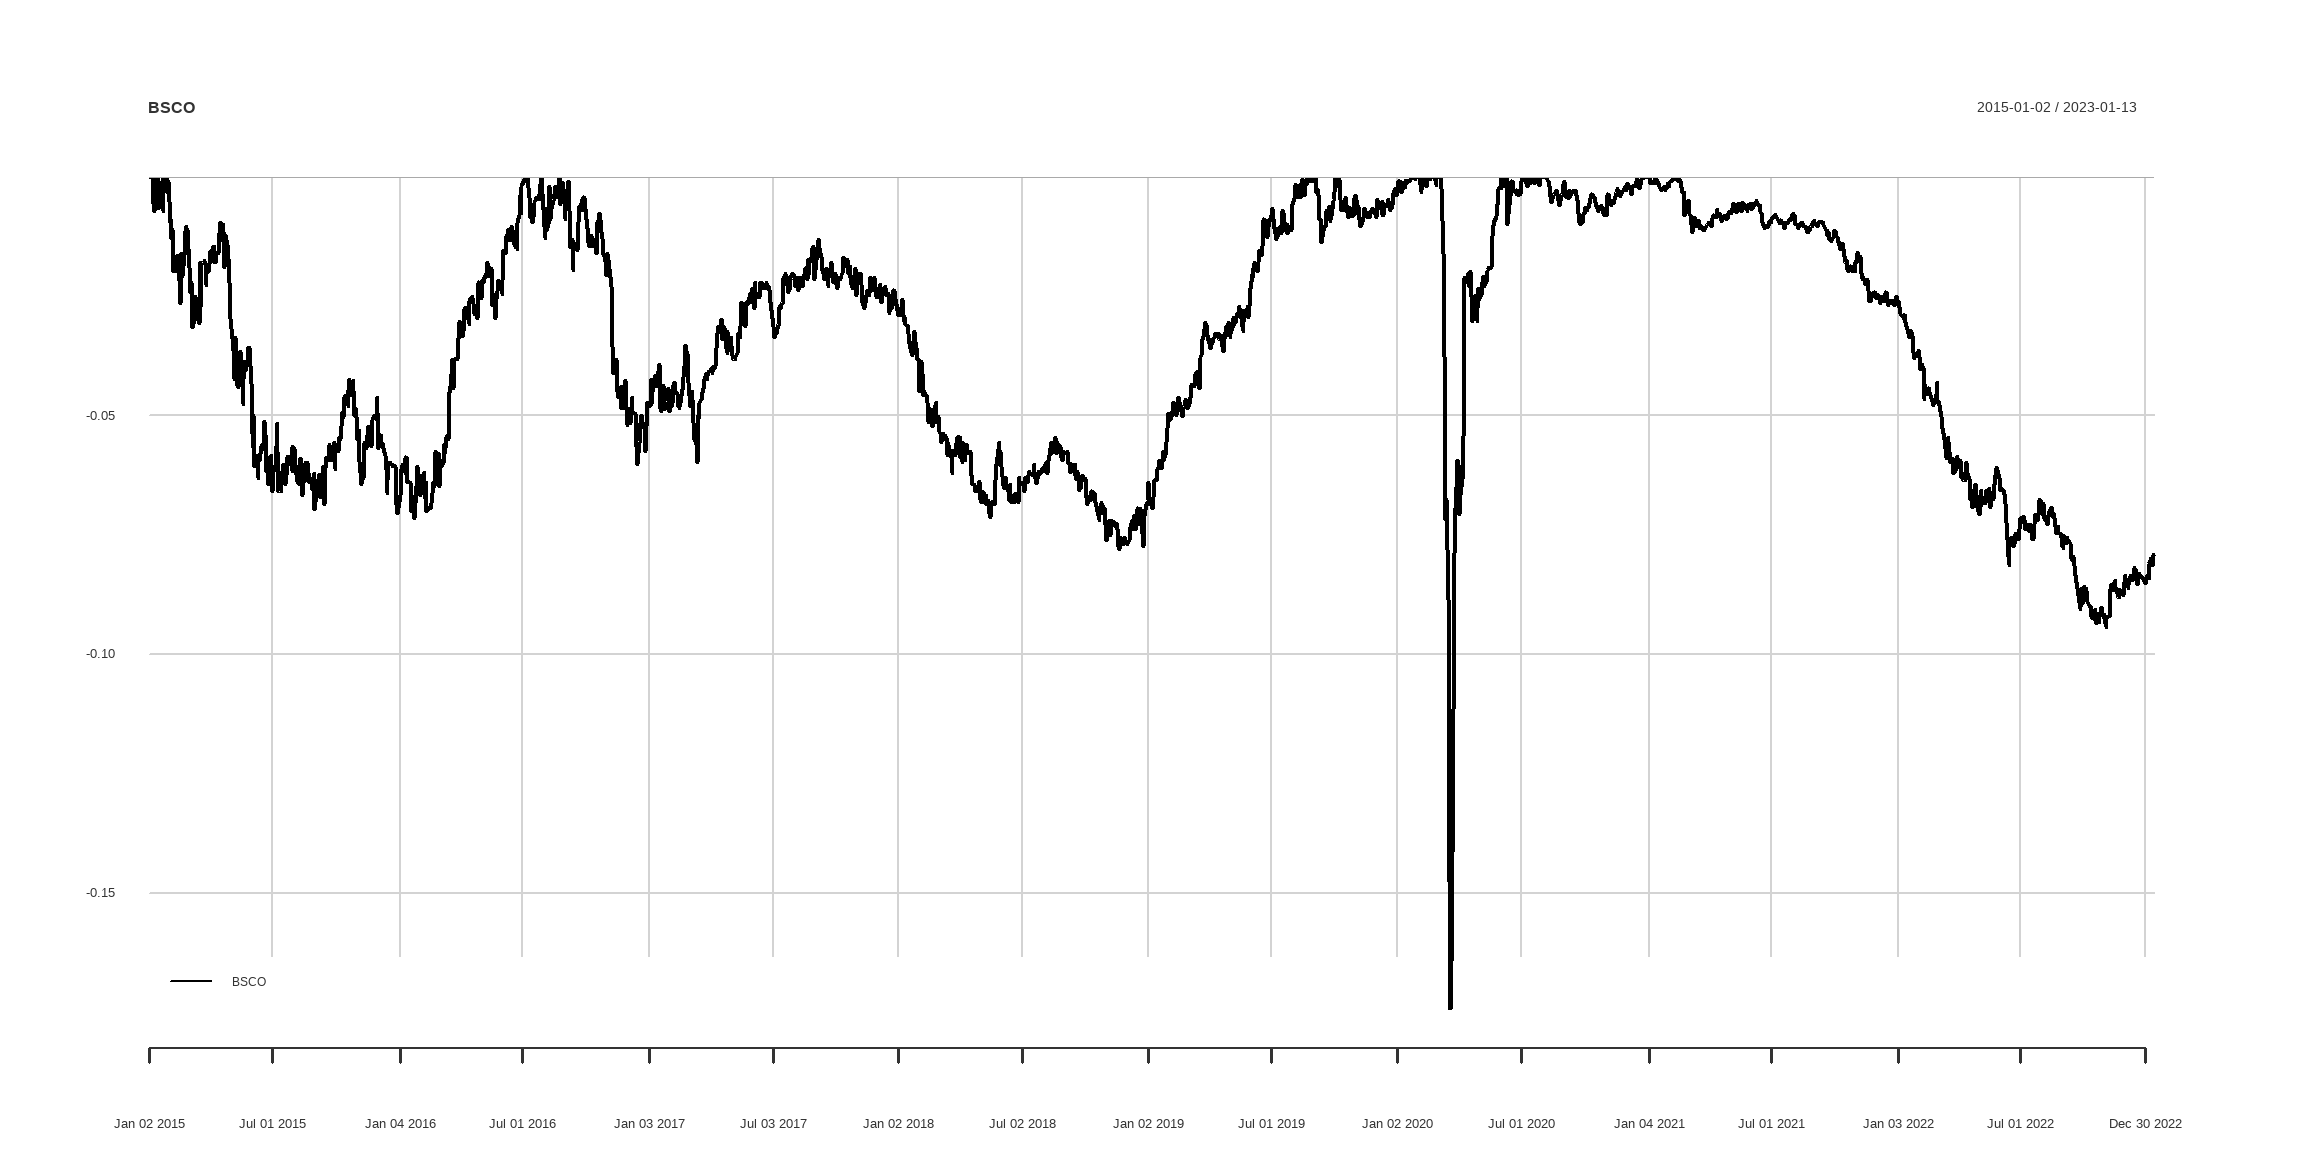 BSCO
2015-01-02 / 2023-01-13
-0.05
-0.10
-0.15
BSCO
Jan 02 2015
Jul 01 2015
Jan 04 2016
Jul 01 2016
Jan 03 2017
Jul 03 2017
Jan 02 2018
Jul 02 2018
Jan 02 2019
Jul 01 2019
Jan 02 2020
Jul 01 2020
Jan 04 2021
Jul 01 2021
Jan 03 2022
Jul 01 2022
Dec 30 2022